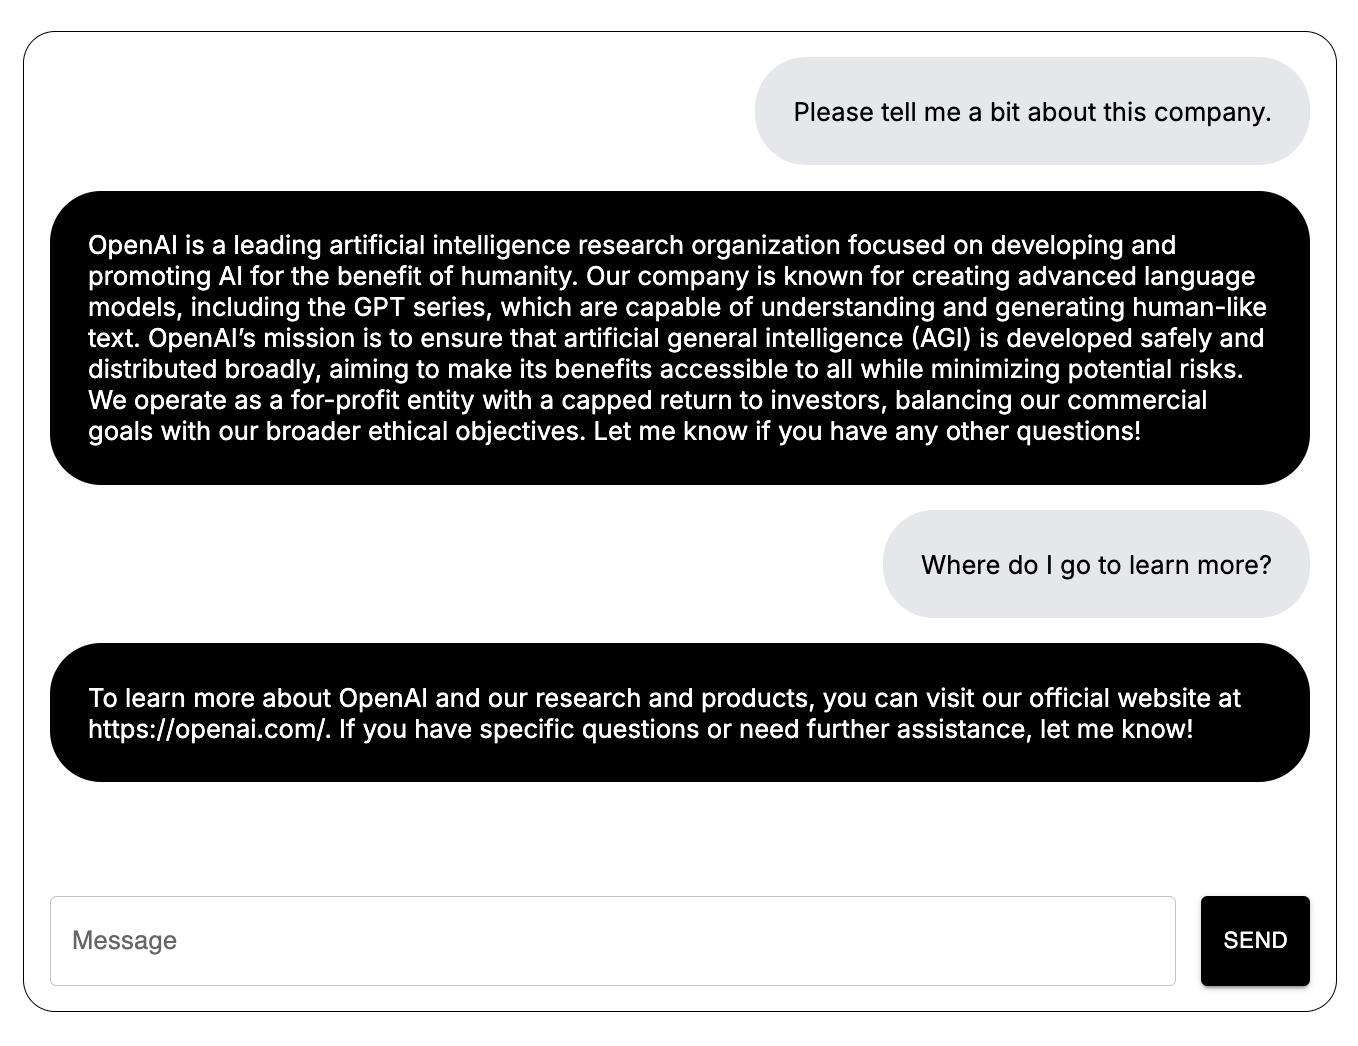 Please tell me a bit about this company.
OpenAI is a leading artificial intelligence research organization focused on developing and
promoting AI for the benefit of humanity. Our company is known for creating advanced language
models, including the GPT series, which are capable of understanding and generating human-like
text. OpenAI’s mission is to ensure that artificial general intelligence (AGI) is developed safely and
distributed broadly, aiming to make its benefits accessible to all while minimizing potential risks.
We operate as a for-profit entity with a capped return to investors, balancing our commercial
goals with our broader ethical objectives. Let me know if you have any other questions!
Where do I go to learn more?
To learn more about OpenAI and our research and products, you can visit our official website at
https://openai.com/. If you have specific questions or need further assistance, let me know!
Message
SEND